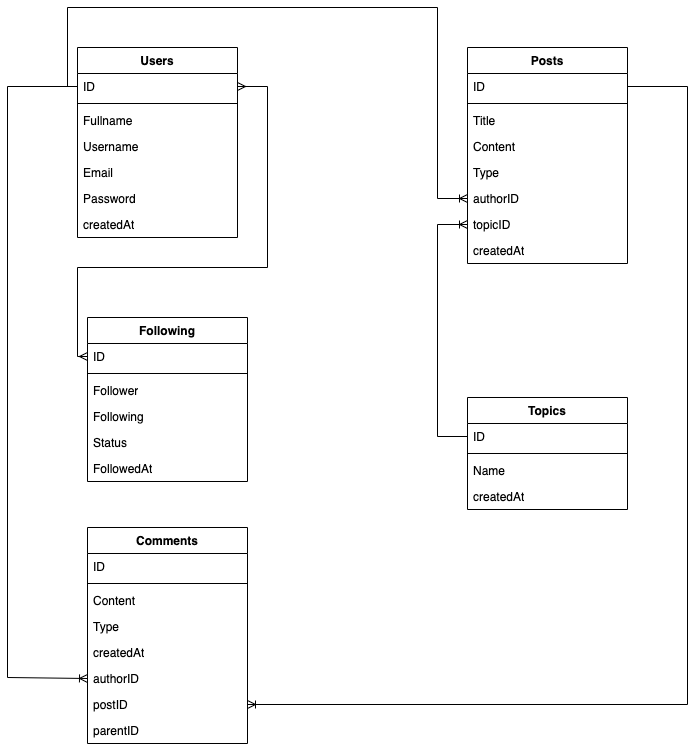 Users
ID
Fullname
Username
Email
Password
createdAt
Posts
ID
Title
Content
Type
authorID
topicID
createdAt
Following
ID
Follower
Following
Status
FollowedAt
Topics
ID
Name
createdAt
Comments
ID
Content
Type
createdAt
authorID
postID
parentID